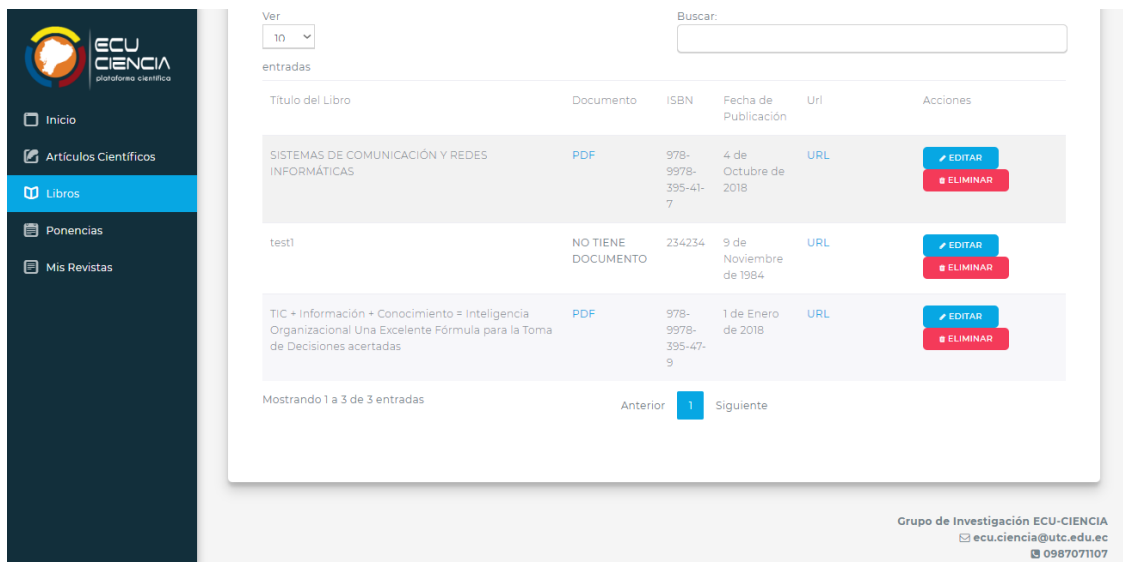 ECU
CIENCIA
plataforma científica
Inicio
Artículos Científicos
Libros
Ponencias
Mis Revistas
Ver
10
entradas
Buscar:
Título del Libro
Documento
ISBN
Fecha de
Publicación
Url
Acciones
SISTEMAS DE COMUNICACIÓN Y REDES
INFORMÁTICAS
PDF
978-
9978-
395-41-
7
4 de
Octubre de
2018
URL
EDITAR
ELIMINAR
test1
NO TIENE
DOCUMENTO
234234
9 de
Noviembre
de 1984
URL
EDITAR
ELIMINAR
TIC + Información + Conocimiento = Inteligencia
Organizacional Una Excelente Fórmula para la Toma
de Decisiones acertadas
PDF
978-
9978-
395-47-
9
1 de Enero
de 2018
URL
EDITAR
ELIMINAR
Mostrando 1 a 3 de 3 entradas
Anterior
1
Siguiente
Grupo de Investigación ECU-CIENCIA
ecu.ciencia@utc.edu.ec
0987071107